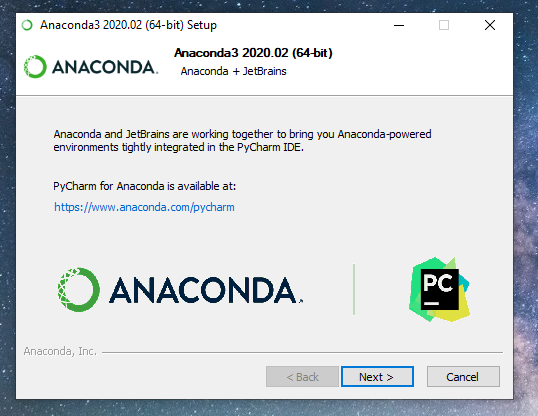 Anaconda3 2020.02 (64-bit) Setup
ANACONDA.
Anaconda3 2020.02 (64-bit)
Anaconda + JetBrains
Anaconda and JetBrains are working together to bring you Anaconda-powered
environments tightly integrated in the PyCharm IDE.
PyCharm for Anaconda is available at:
https://www.anaconda.com/pycharm
ANACONDA.
PC
Anaconda, Inc.
< Back
Next >
Cancel